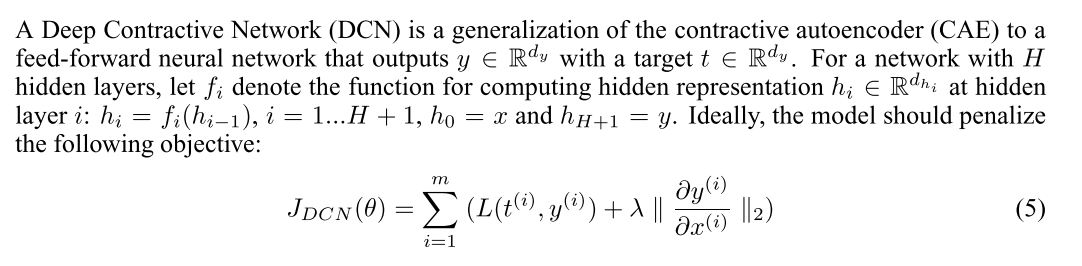 A Deep Contractive Network (DCN) is a generalization of the contractive autoencoder (CAE) to a
feed-forward neural network that outputs y ∈ ℝ^{d_y} with a target t ∈ ℝ^{d_y}. For a network with H
hidden layers, let f_i denote the function for computing hidden representation h_i ∈ ℝ^{d_{h_i}} at hidden
layer i: h_i = f_i(h_{i−1}), i = 1...H + 1, h_0 = x and h_{H+1} = y. Ideally, the model should penalize
the following objective:
J_{DCN}(θ) = \sum_{i=1}^{m} (L(t^{(i)}, y^{(i)}) + λ ∥ \frac{∂y^{(i)}}{∂x^{(i)}} ∥_2) (5)